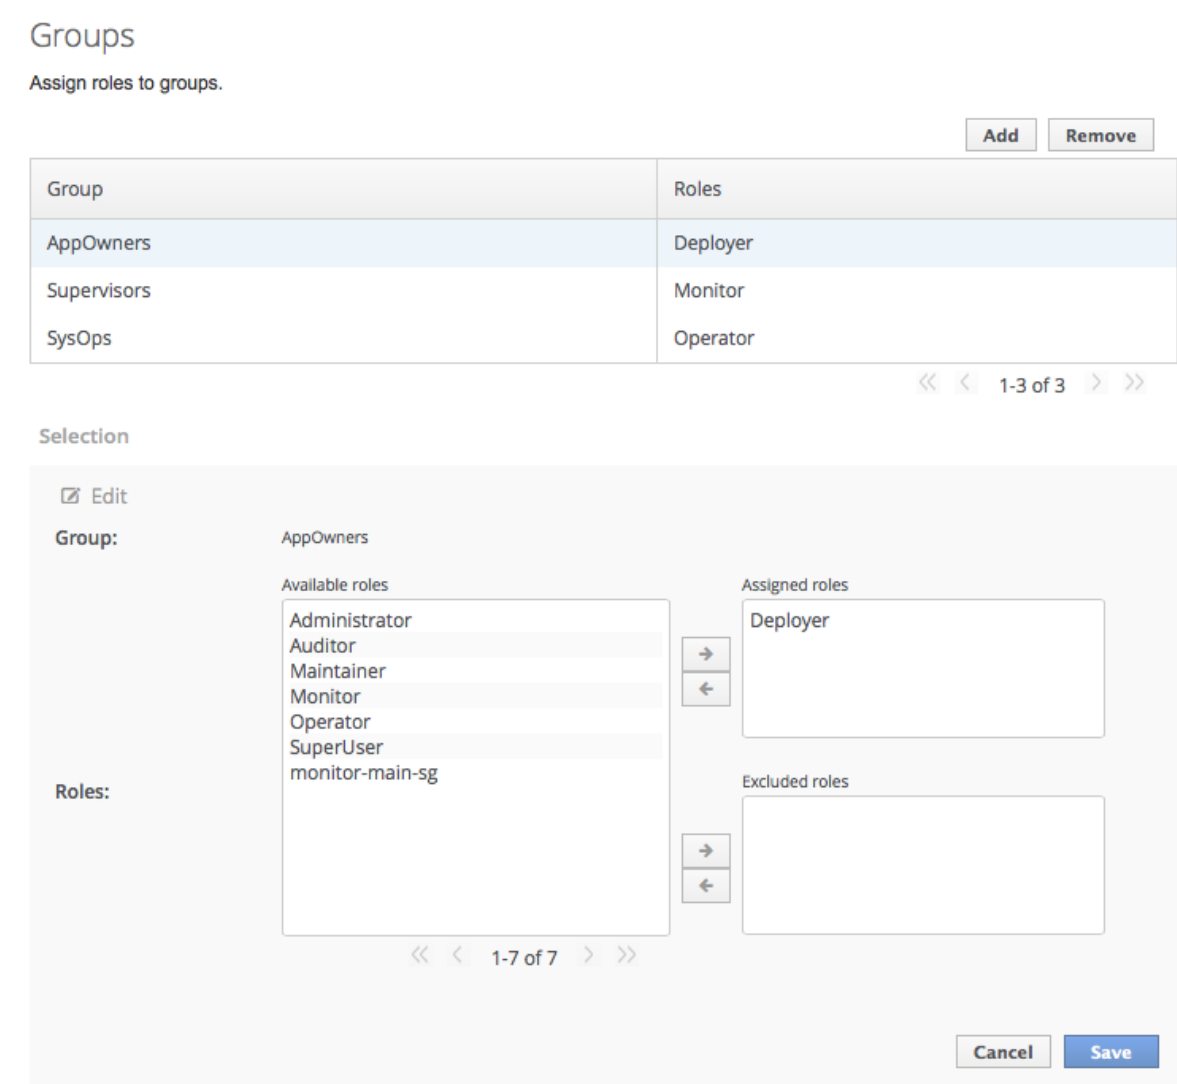 Groups
Assign roles to groups.
Add Remove
Group Roles
AppOwners Deployer
Supervisors Monitor
SysOps Operator
1-3 of 3
Selection
Edit
Group: AppOwners
Available roles Assigned roles
Administrator Deployer
Auditor
Maintainer
Monitor
Operator
SuperUser
monitor-main-sg
Roles: Excluded roles
1-7 of 7
Cancel Save